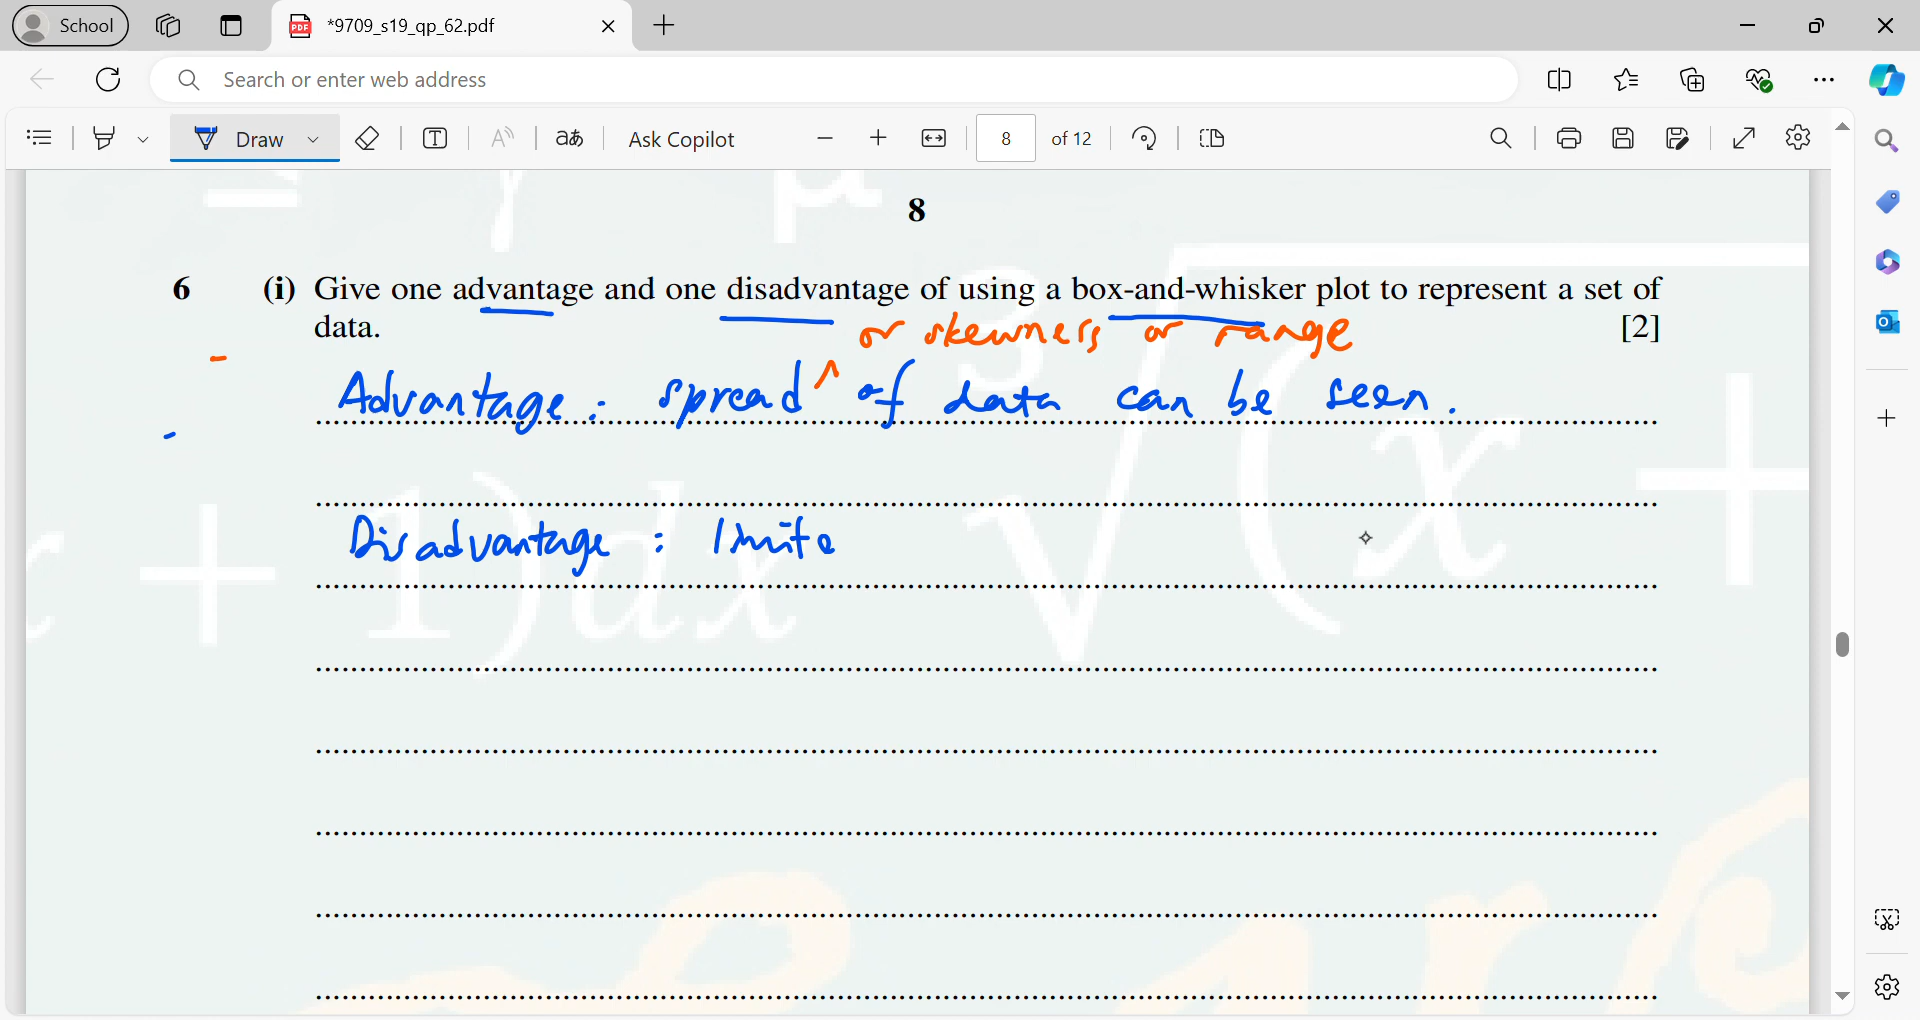 School
*9709_s19_qp_62.pdf
Search or enter web address
Draw
T
aあ
Ask Copilot
8 of 12
8
6 (i) Give one advantage and one disadvantage of using a box-and-whisker plot to represent a set of
data. [2]
or skewness or range
Advantage : spread ^ of data can be seen.
Disadvantage :